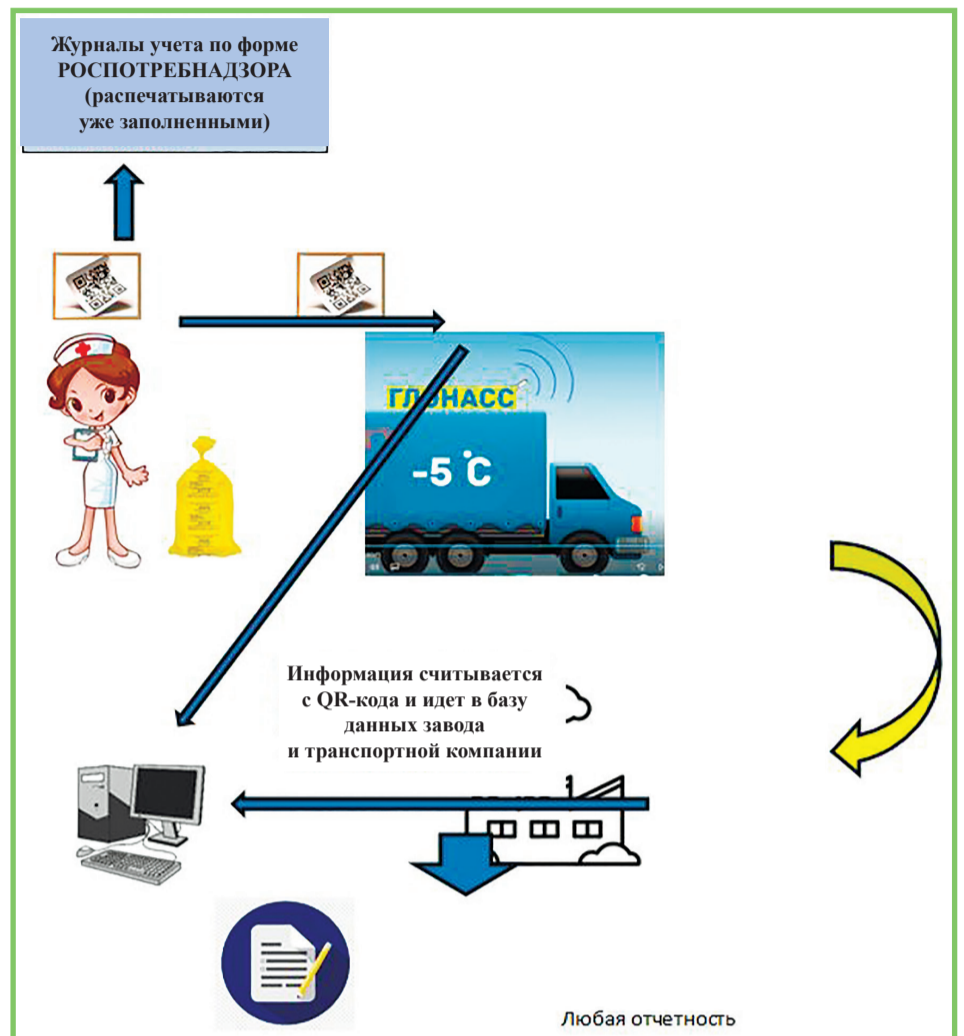 Журналы учета по форме
РОСПОТРЕБНАДЗОРА
(распечатываются
уже заполненными)
ГЛОНАСС
-5 °C
Информация считывается
с QR-кода и идет в базу
данных завода
и транспортной компании
Любая отчетность